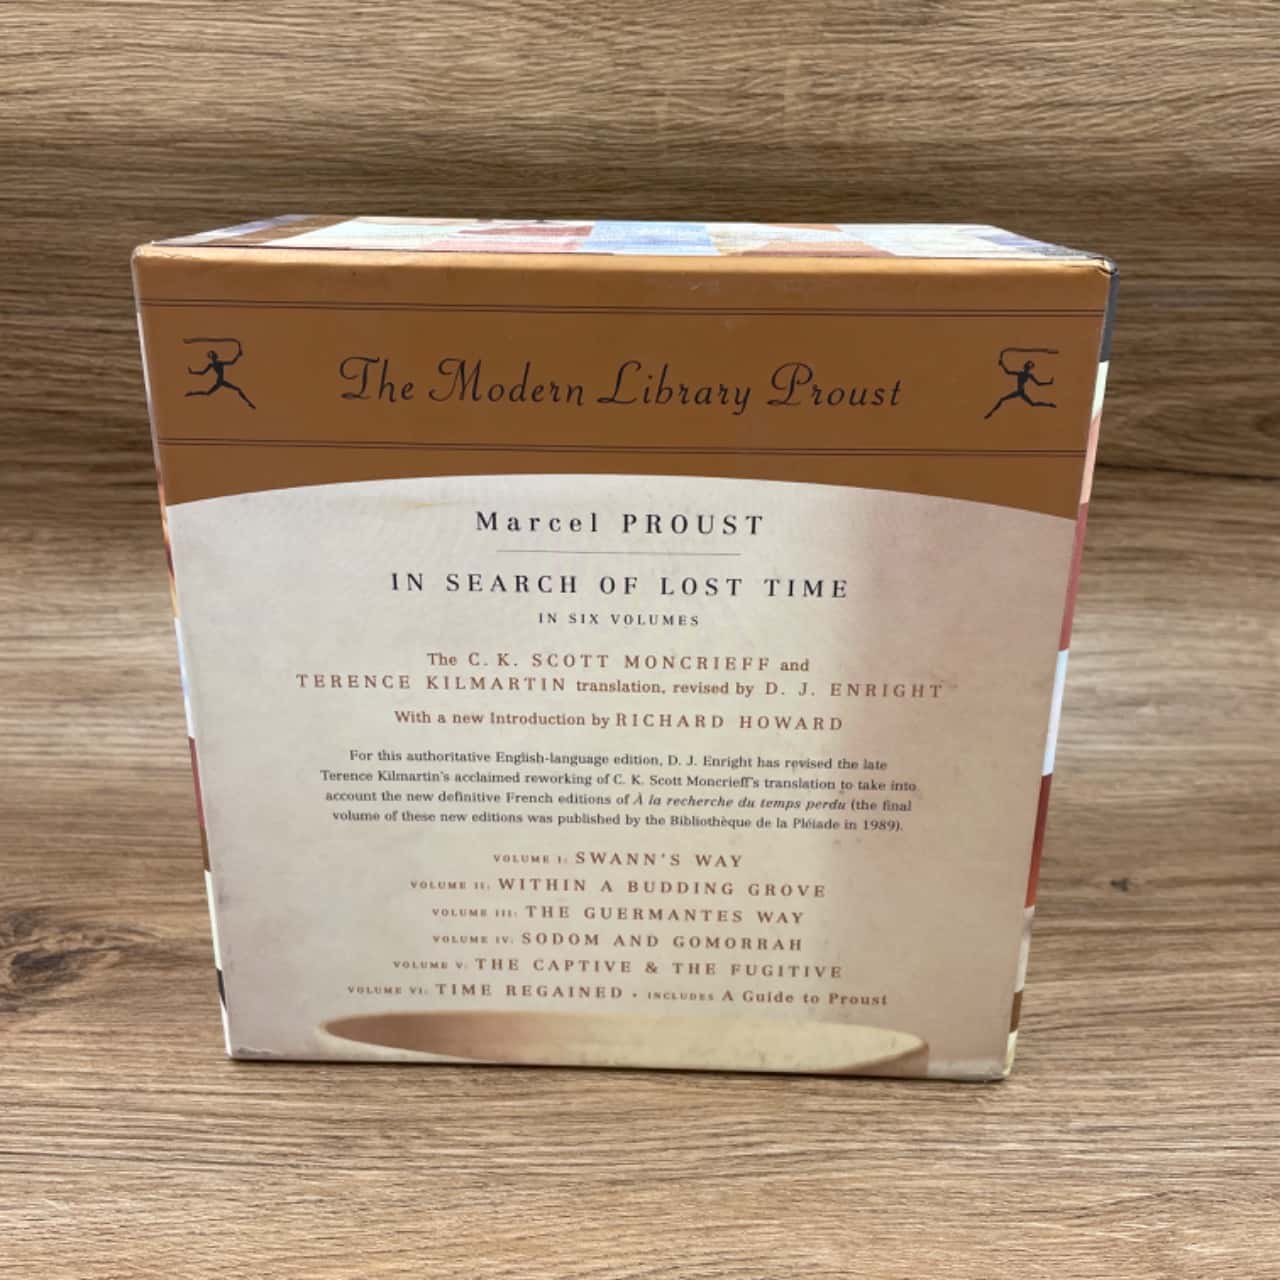 The Modern Library Proust
Marcel PROUST
IN SEARCH OF LOST TIME
IN SIX VOLUMES
The C. K. SCOTT MONCRIEFF and
TERENCE KILMARTIN translation, revised by D. J. ENRIGHT
With a new Introduction by RICHARD HOWARD
For this authoritative English-language edition, D. J. Enright has revised the late
Terence Kilmartin's acclaimed reworking of C. K. Scott Moncrieff's translation to take into
account the new definitive French editions of À la recherche du temps perdu (the final
volume of these new editions was published by the Bibliothèque de la Pléiade in 1989).
VOLUME I: SWANN'S WAY
VOLUME II: WITHIN A BUDDING GROVE
VOLUME III: THE GUERMANTES WAY
VOLUME IV: SODOM AND GOMORRAH
VOLUME V: THE CAPTIVE & THE FUGITIVE
VOLUME VI: TIME REGAINED • INCLUDES A Guide to Proust